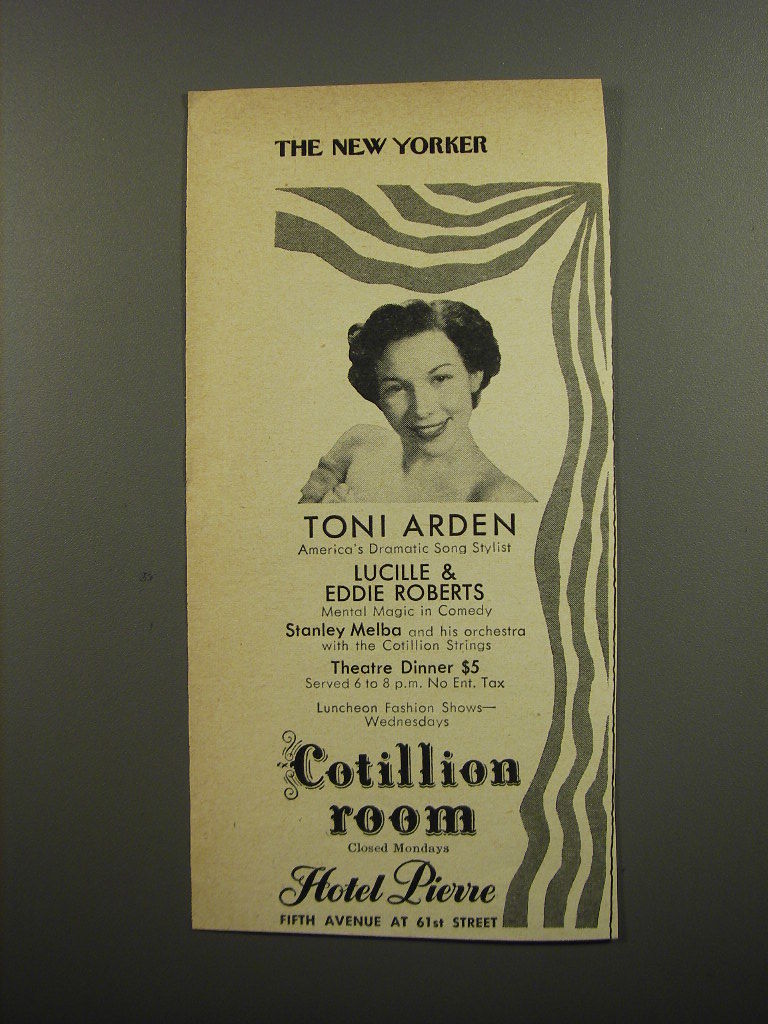 THE NEW YORKER
TONI ARDEN
America's Dramatic Song Stylist
LUCILLE &
EDDIE ROBERTS
Mental Magic in Comedy
Stanley Melba and his orchestra
with the Cotillion Strings
Theatre Dinner $5
Served 6 to 8 p.m. No Ent. Tax
Luncheon Fashion Shows—
Wednesdays
Cotillion
room
Closed Mondays
Hotel Pierre
FIFTH AVENUE AT 61st STREET